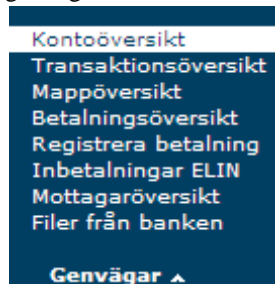 Kontoöversikt
Transaktionsöversikt
Mappöversikt
Betalningsöversikt
Registrera betalning
Inbetalningar ELIN
Mottagaröversikt
Filer från banken
Genvägar